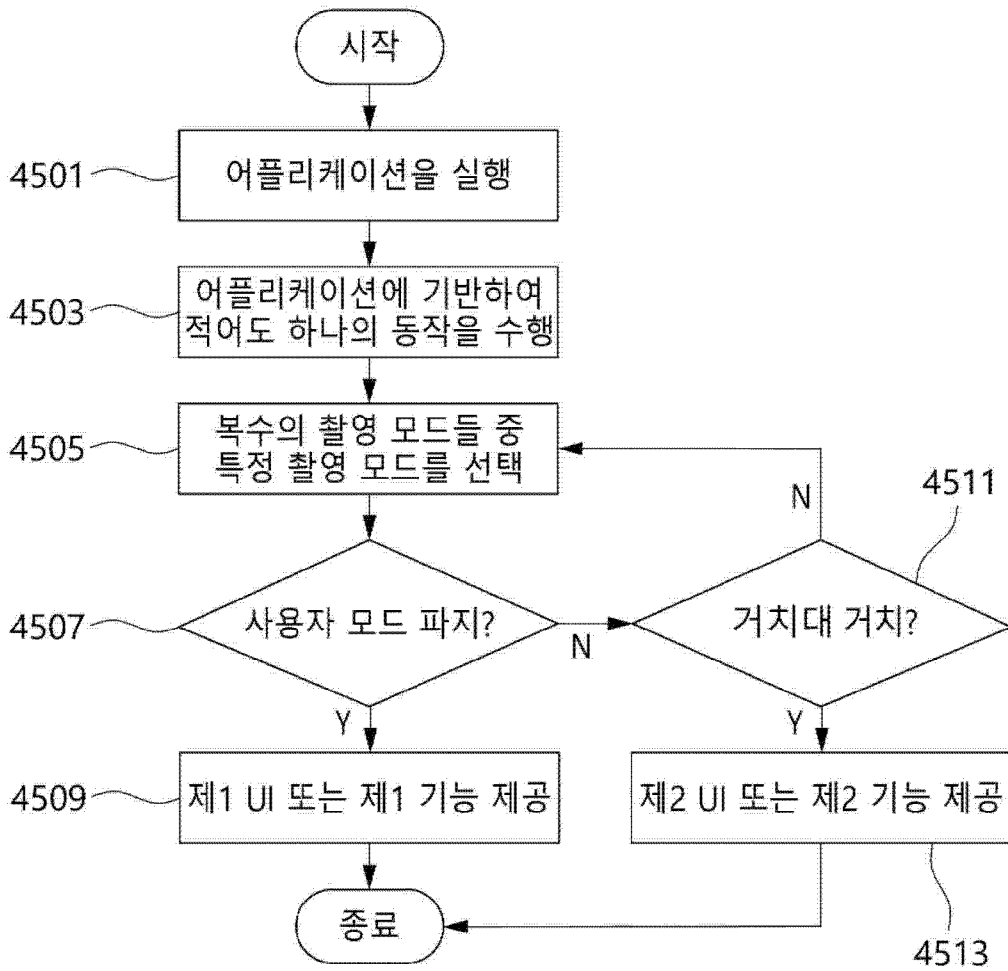 시작
4501
어플리케이션을 실행
4503
어플리케이션에 기반하여
적어도 하나의 동작을 수행
4505
복수의 촬영 모드들 중
특정 촬영 모드를 선택
N
4511
4507
사용자 모드 파지?
N
거치대 거치?
Y
Y
4509
제1 UI 또는 제1 기능 제공
제2 UI 또는 제2 기능 제공
종료
4513